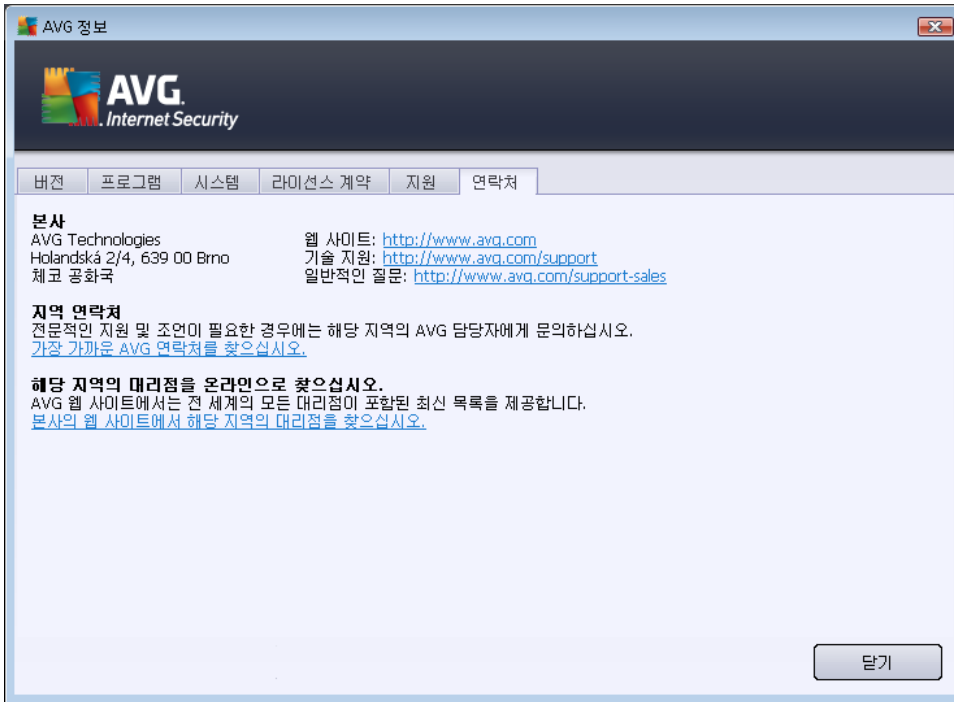 AVG 정보
AVG.
Internet Security
버전 프로그램 시스템 라이선스 계약 지원 연락처
본사
AVG Technologies 웹 사이트: http://www.avg.com
Holandská 2/4, 639 00 Brno 기술 지원: http://www.avg.com/support
체코 공화국 일반적인 질문: http://www.avg.com/support-sales
지역 연락처
전문적인 지원 및 조언이 필요한 경우에는 해당 지역의 AVG 담당자에게 문의하십시오.
가장 가까운 AVG 연락처를 찾으십시오.
해당 지역의 대리점을 온라인으로 찾으십시오.
AVG 웹 사이트에서는 전 세계의 모든 대리점이 포함된 최신 목록을 제공합니다.
본사의 웹 사이트에서 해당 지역의 대리점을 찾으십시오.
닫기